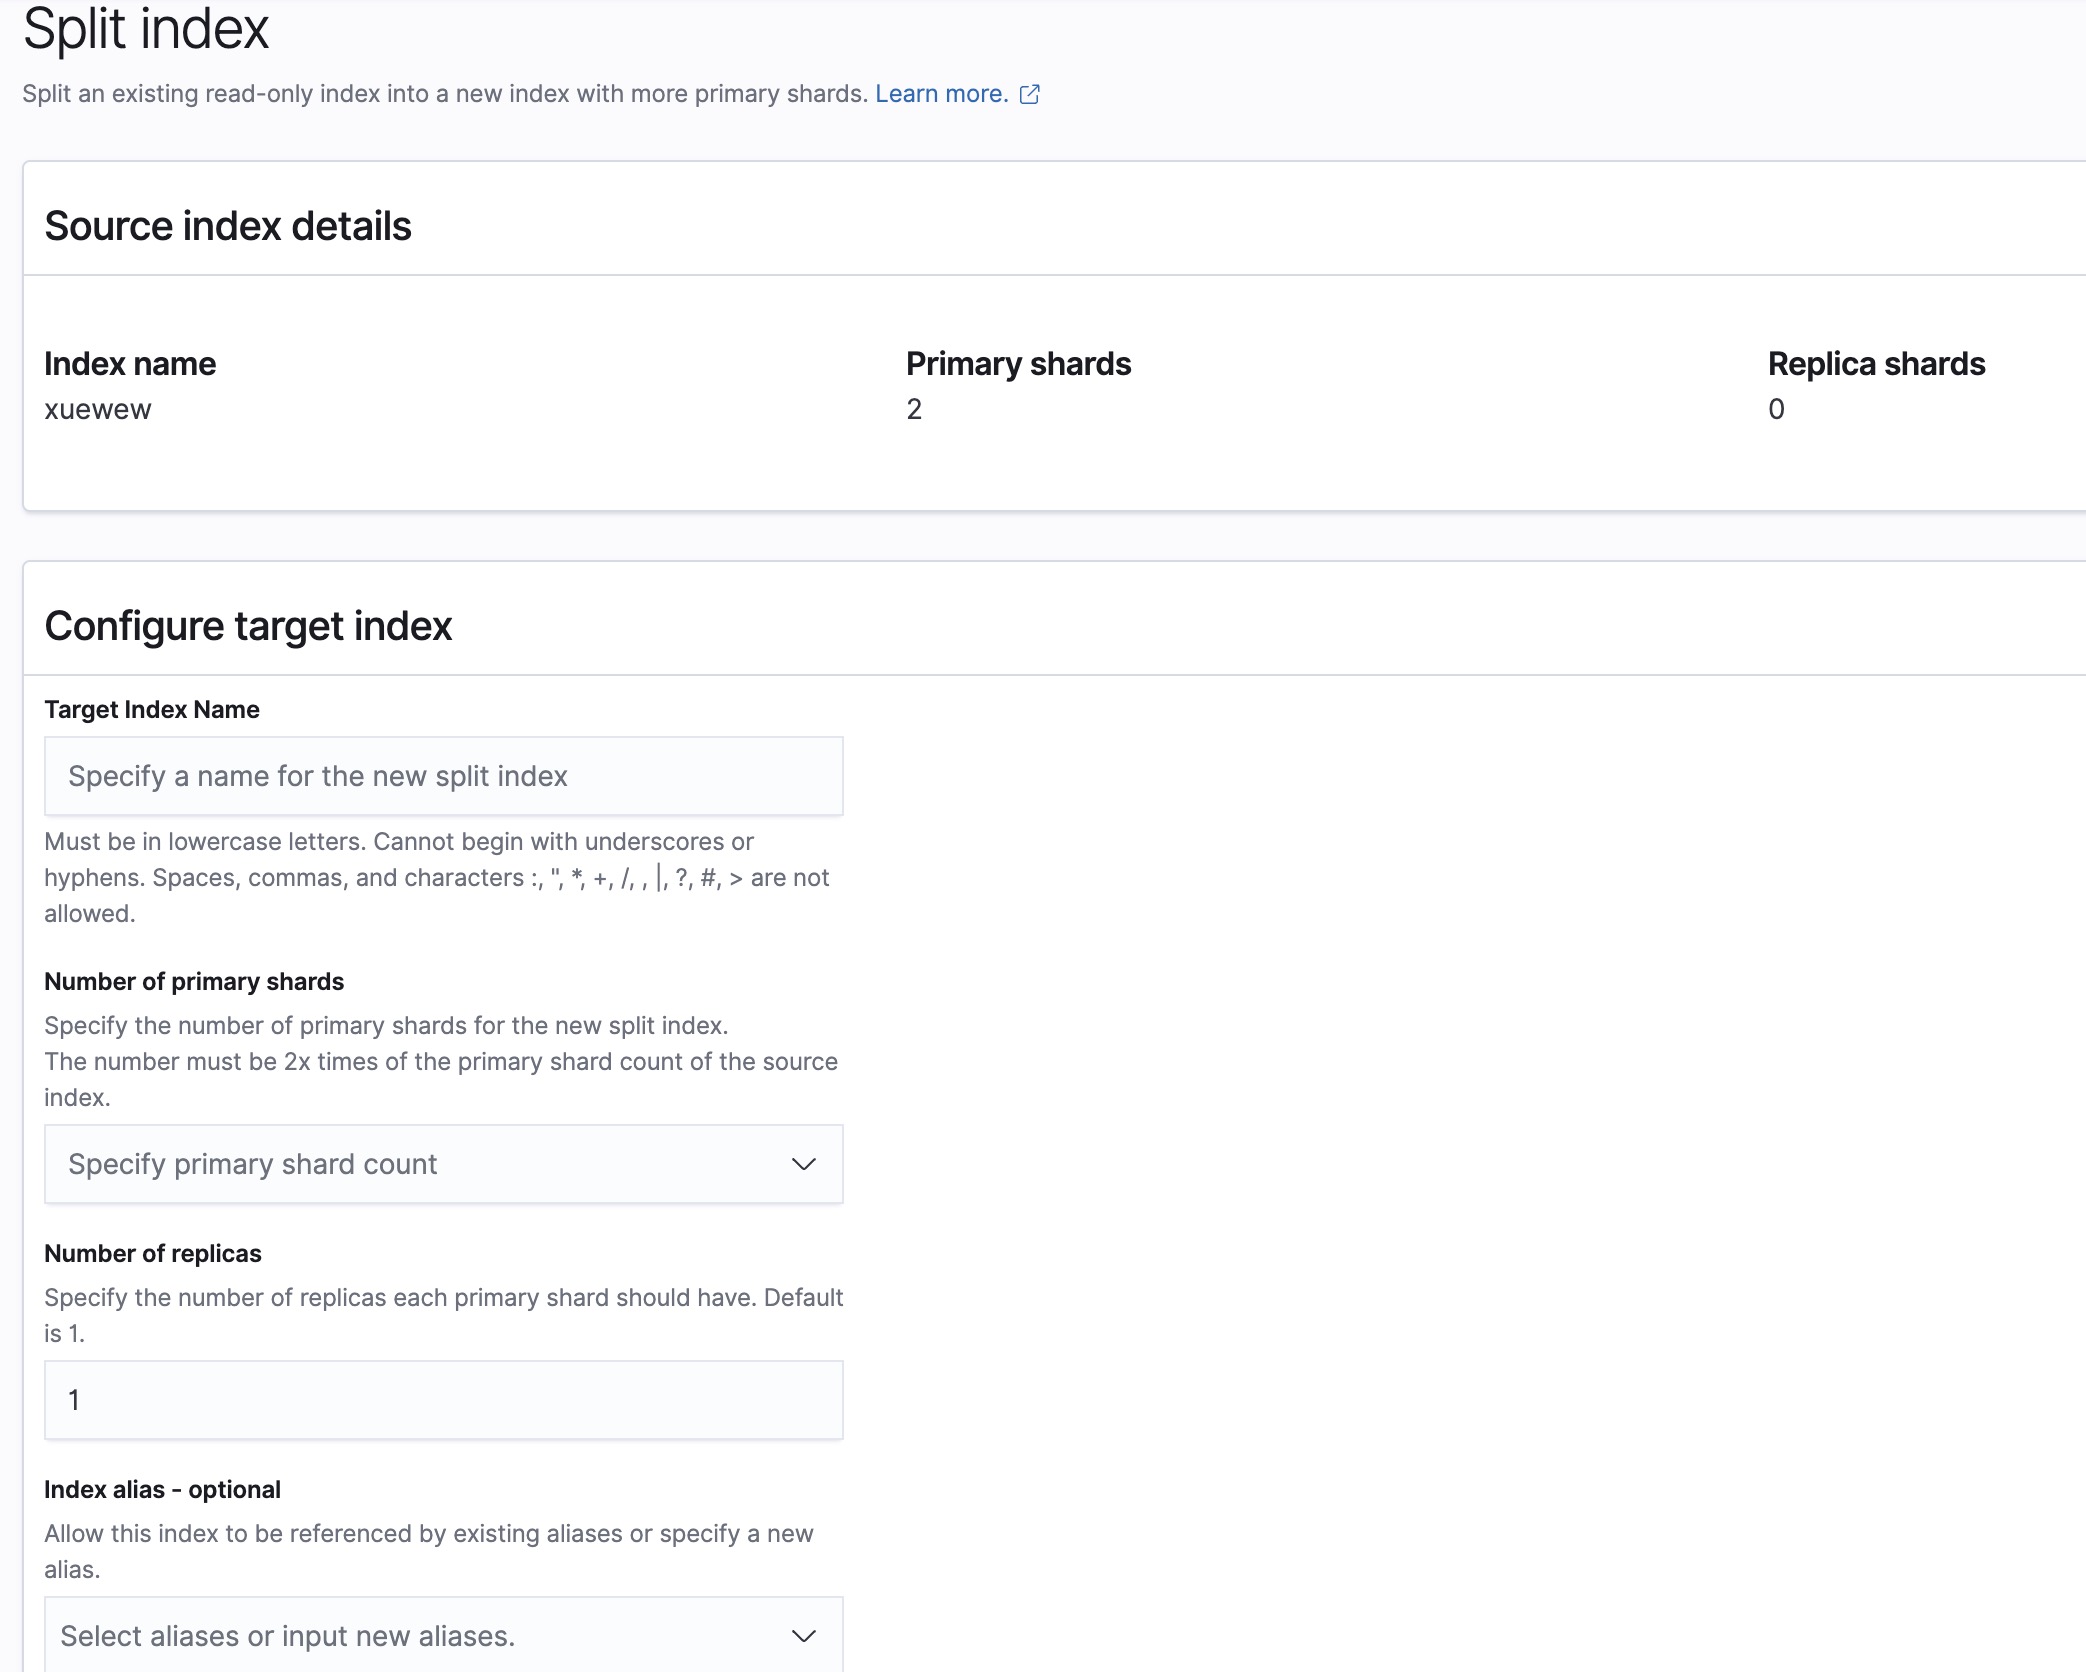 Split index
Split an existing read-only index into a new index with more primary shards. Learn more.
Source index details
Index name
xuewew
Primary shards
2
Replica shards
0
Configure target index
Target Index Name
Specify a name for the new split index
Must be in lowercase letters. Cannot begin with underscores or
hyphens. Spaces, commas, and characters :, ", *, +, /, , |, ?, #, > are not
allowed.
Number of primary shards
Specify the number of primary shards for the new split index.
The number must be 2x times of the primary shard count of the source
index.
Specify primary shard count
Number of replicas
Specify the number of replicas each primary shard should have. Default
is 1.
1
Index alias - optional
Allow this index to be referenced by existing aliases or specify a new
alias.
Select aliases or input new aliases.